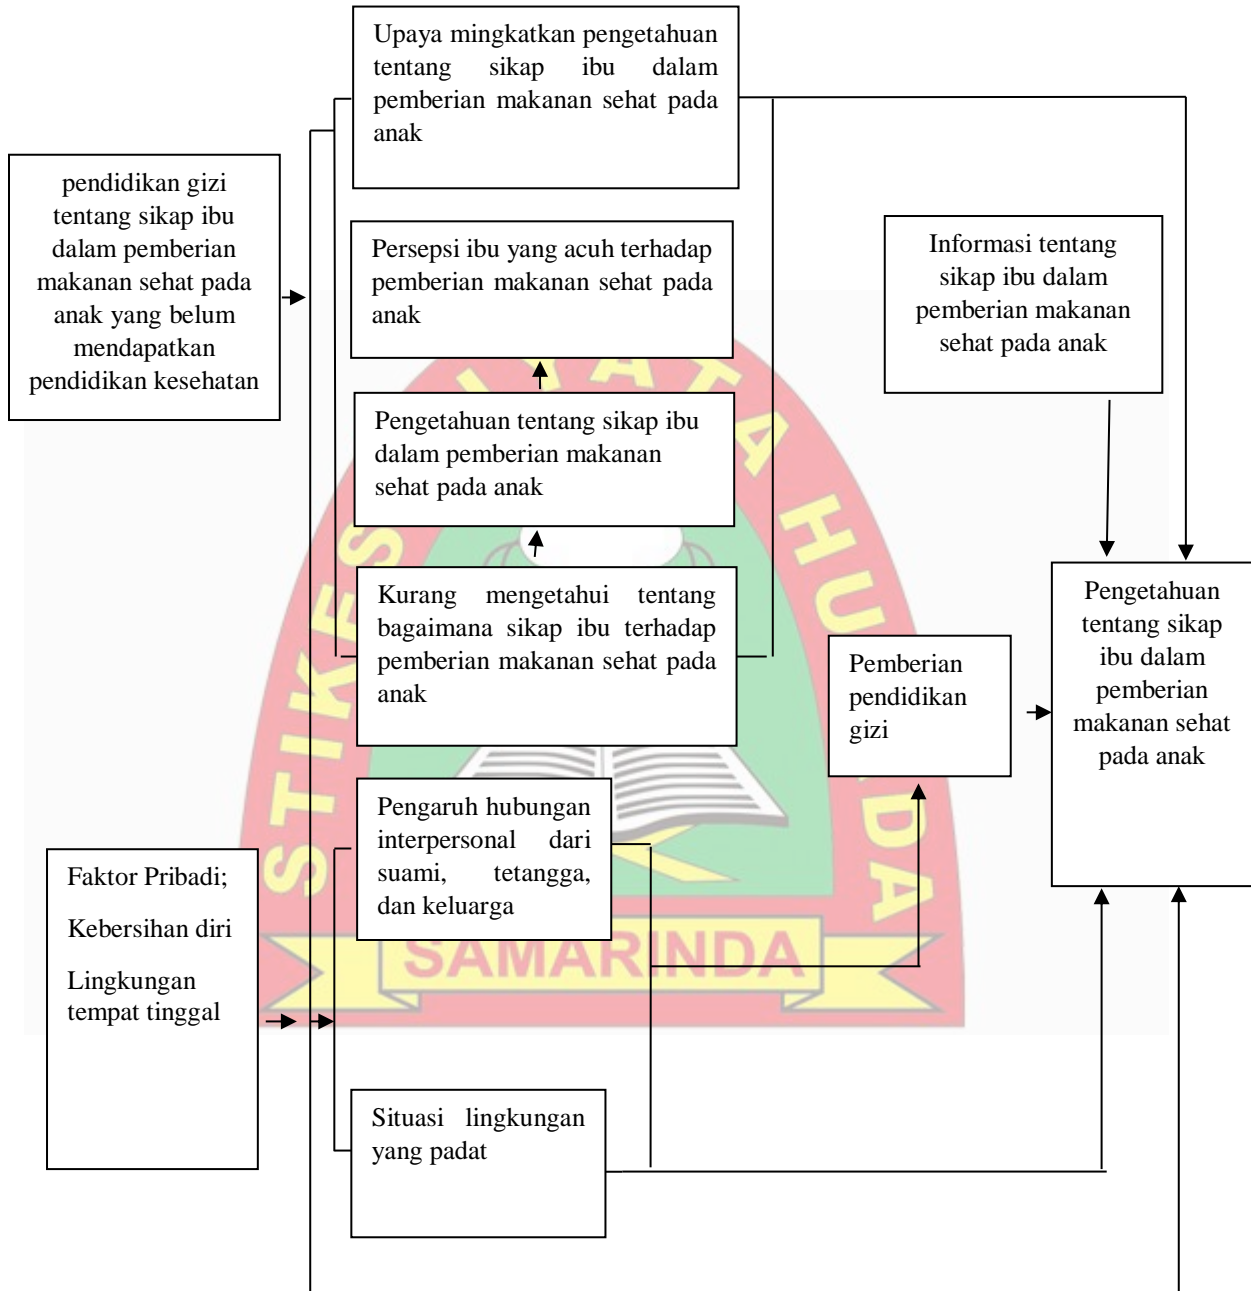 Upaya mingkatkan pengetahuan
tentang sikap ibu dalam
pemberian makanan sehat pada
anak
pendidikan gizi
tentang sikap ibu
dalam pemberian
makanan sehat pada
anak yang belum
mendapatkan
pendidikan kesehatan
Persepsi ibu yang acuh terhadap
pemberian makanan sehat pada
anak
Informasi tentang
sikap ibu dalam
pemberian makanan
sehat pada anak
Pengetahuan tentang sikap ibu
dalam pemberian makanan
sehat pada anak
Kurang mengetahui tentang
bagaimana sikap ibu terhadap
pemberian makanan sehat pada
anak
Pemberian
pendidikan
gizi
Pengetahuan
tentang sikap
ibu dalam
pemberian
makanan sehat
pada anak
Pengaruh hubungan
interpersonal dari
suami, tetangga,
dan keluarga
Faktor Pribadi;
Kebersihan diri
Lingkungan
tempat tinggal
Situasi lingkungan
yang padat
STIKES
SAMARINDA